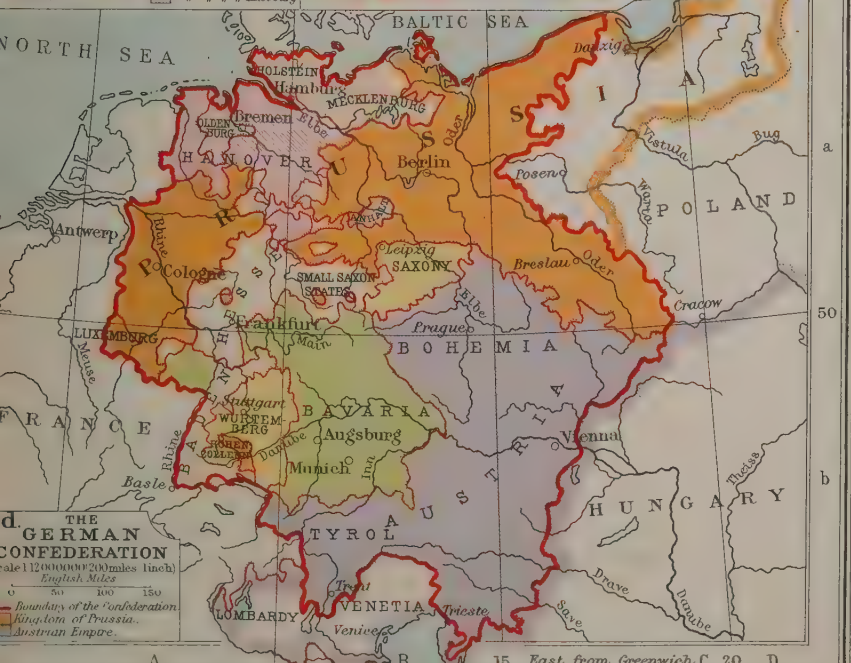 BALTIC SEA
NORTH SEA
Danzig
HOLSTEIN
Hamburg
MECKLENBURG
OLDEN
BURG
Bremen
Elbe
HANOVER
Oder
Vistula
Bug
a
PRUSSIA
Berlin
Posen
Warta
POLAND
ANHALT
Antwerp
Rhine
Cologne
Leipzig
SAXONY
Breslau
Oder
SMALL SAXON
STATES
HESSE
Elbe
Cracow
50
LUXEMBURG
Frankfurt
Main
Prague
BOHEMIA
Meuse
FRANCE
Stuttgart
WURTEM
BERG
BAVARIA
Augsburg
Danube
HOHEN
ZOLLERN
Munich
Inn
Vienna
Theiss
Rhine
BADEN
Basle
b
HUNGARY
AUSTRIA
TYROL
d.
THE
GERMAN
CONFEDERATION
English Miles
0 50 100 150
Boundary of the Confederation
Kingdom of Prussia.
Austrian Empire.
Trent
LOMBARDY
VENETIA
Venice
Trieste
Drave
Save
Danube
A
B
15 East from Greenwich C 20 D